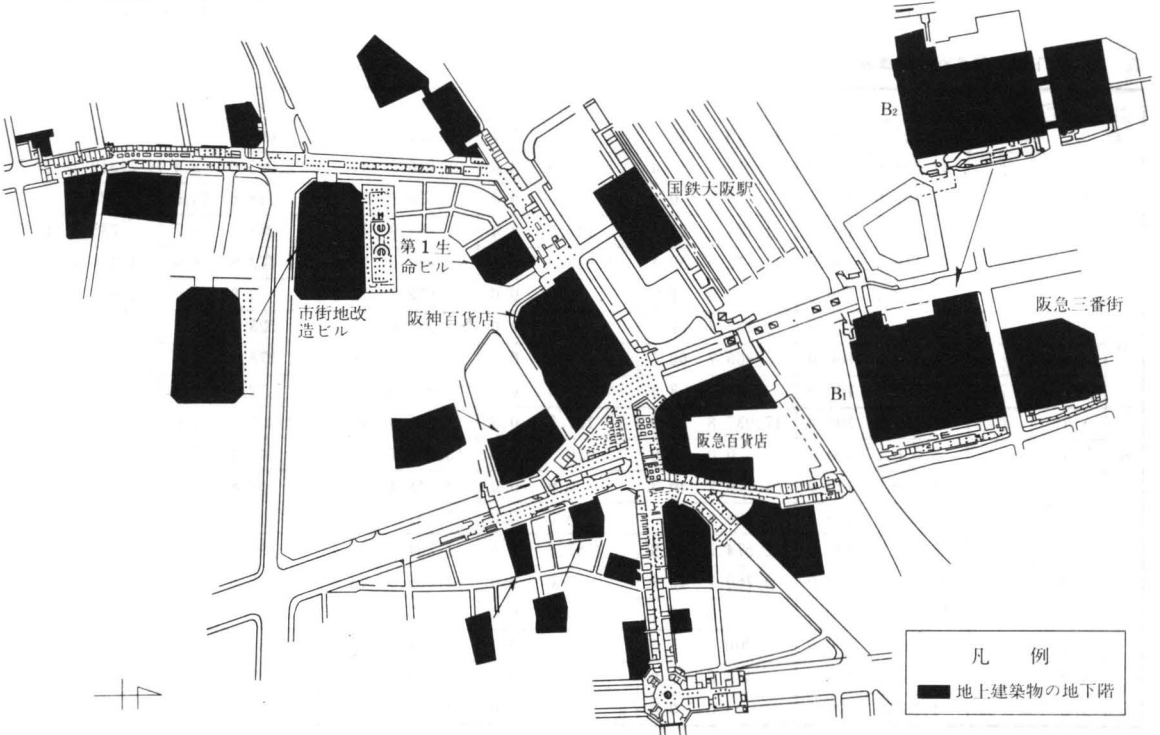 国鉄大阪駅
B₂
第1生
命ビル
市街地改
造ビル
阪神百貨店
阪急三番街
B₁
阪急百貨店
凡 例
地上建築物の地下階